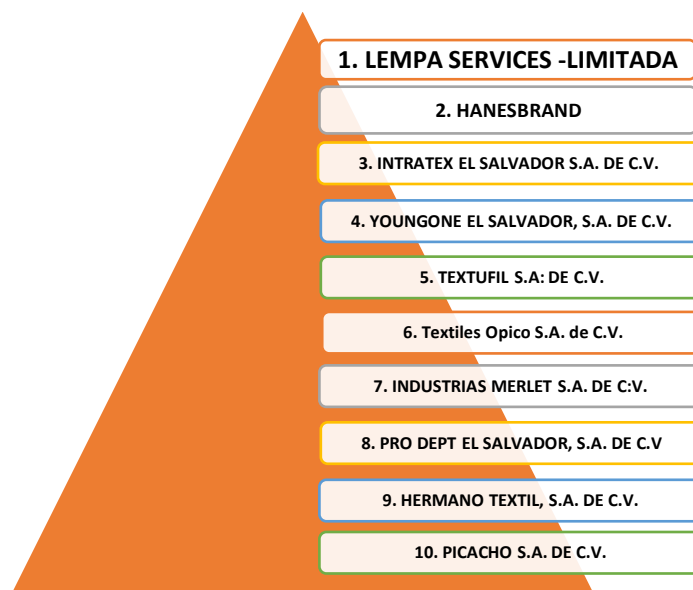 1. LEMPA SERVICES -LIMITADA
2. HANESBRAND
3. INTRATEX EL SALVADOR S.A. DE C.V.
4. YOUNGONE EL SALVADOR, S.A. DE C.V.
5. TEXTUFIL S.A: DE C.V.
6. Textiles Opico S.A. de C.V.
7. INDUSTRIAS MERLET S.A. DE C:V.
8. PRO DEPT EL SALVADOR, S.A. DE C.V
9. HERMANO TEXTIL, S.A. DE C.V.
10. PICACHO S.A. DE C.V.